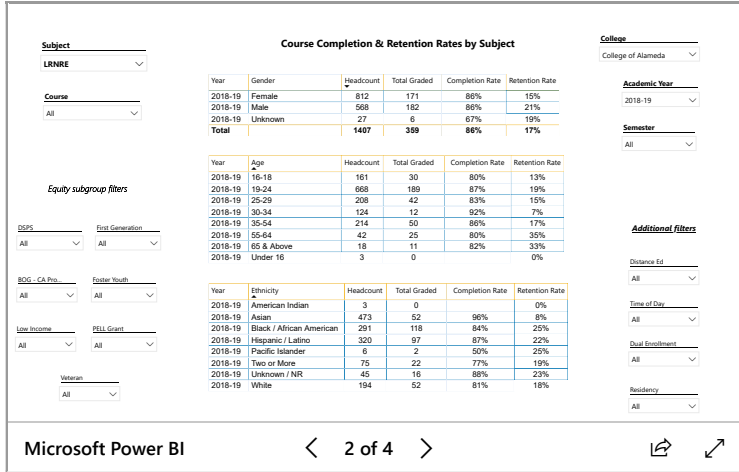 Course Completion & Retention Rates by Subject
Subject
LRNRE
Course
All
College
College of Alameda
Academic Year
2018-19
Semester
All
Year Gender Headcount Total Graded Completion Rate Retention Rate
2018-19 Female 812 171 86% 15%
2018-19 Male 568 182 86% 21%
2018-19 Unknown 27 6 67% 19%
Total 1407 359 86% 17%
Year Age Headcount Total Graded Completion Rate Retention Rate
2018-19 16-18 161 30 80% 13%
2018-19 19-24 668 189 87% 19%
2018-19 25-29 208 42 83% 15%
2018-19 30-34 124 12 92% 7%
2018-19 35-54 214 50 86% 17%
2018-19 55-64 42 25 80% 35%
2018-19 65 & Above 18 11 82% 33%
2018-19 Under 16 3 0 0%
Year Ethnicity Headcount Total Graded Completion Rate Retention Rate
2018-19 American Indian 3 0 0%
2018-19 Asian 473 52 96% 8%
2018-19 Black / African American 291 118 84% 25%
2018-19 Hispanic / Latino 320 97 87% 22%
2018-19 Pacific Islander 6 2 50% 25%
2018-19 Two or More 75 22 77% 19%
2018-19 Unknown / NR 45 16 88% 23%
2018-19 White 194 52 81% 18%
Equity subgroup filters
DSPS First Generation
All All
BOG - CA Pro... Foster Youth
All All
Low Income PELL Grant
All All
Veteran
All
Additional filters
Distance Ed
All
Time of Day
All
Dual Enrollment
All
Residency
All
Microsoft Power BI 2 of 4